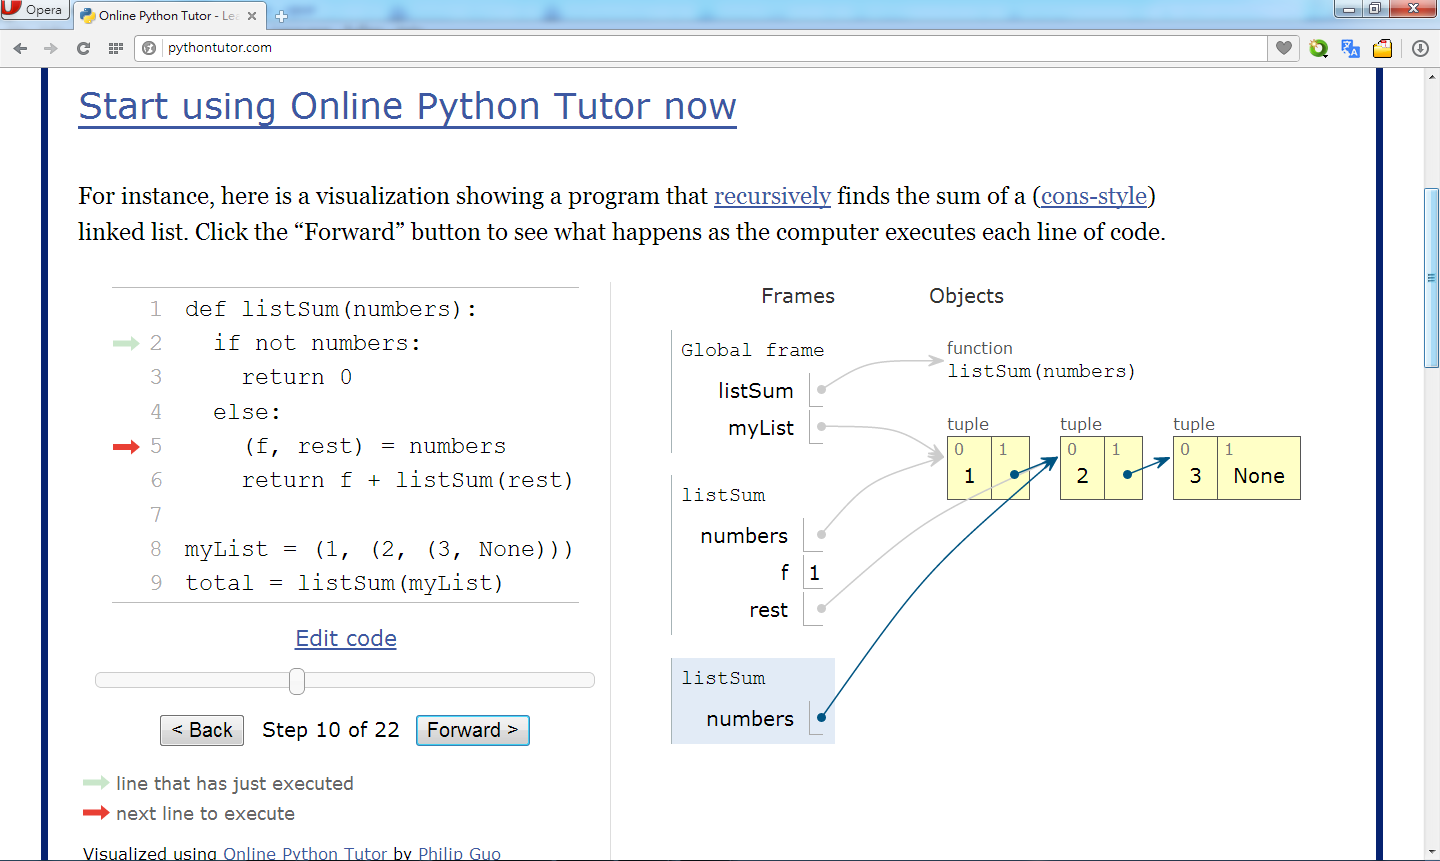 Opera
Online Python Tutor - Lea
pythontutor.com
Start using Online Python Tutor now
For instance, here is a visualization showing a program that recursively finds the sum of a (cons-style)
linked list. Click the “Forward” button to see what happens as the computer executes each line of code.
1 def listSum(numbers):
2 if not numbers:
3 return 0
4 else:
5 (f, rest) = numbers
6 return f + listSum(rest)
7
8 myList = (1, (2, (3, None)))
9 total = listSum(myList)
Edit code
< Back Step 10 of 22 Forward >
line that has just executed
next line to execute
Visualized using Online Python Tutor by Philip Guo
Frames Objects
Global frame
listSum
myList
function
listSum(numbers)
tuple tuple tuple
0 1 0 1 0 1
1 2 3 None
listSum
numbers
f 1
rest
listSum
numbers